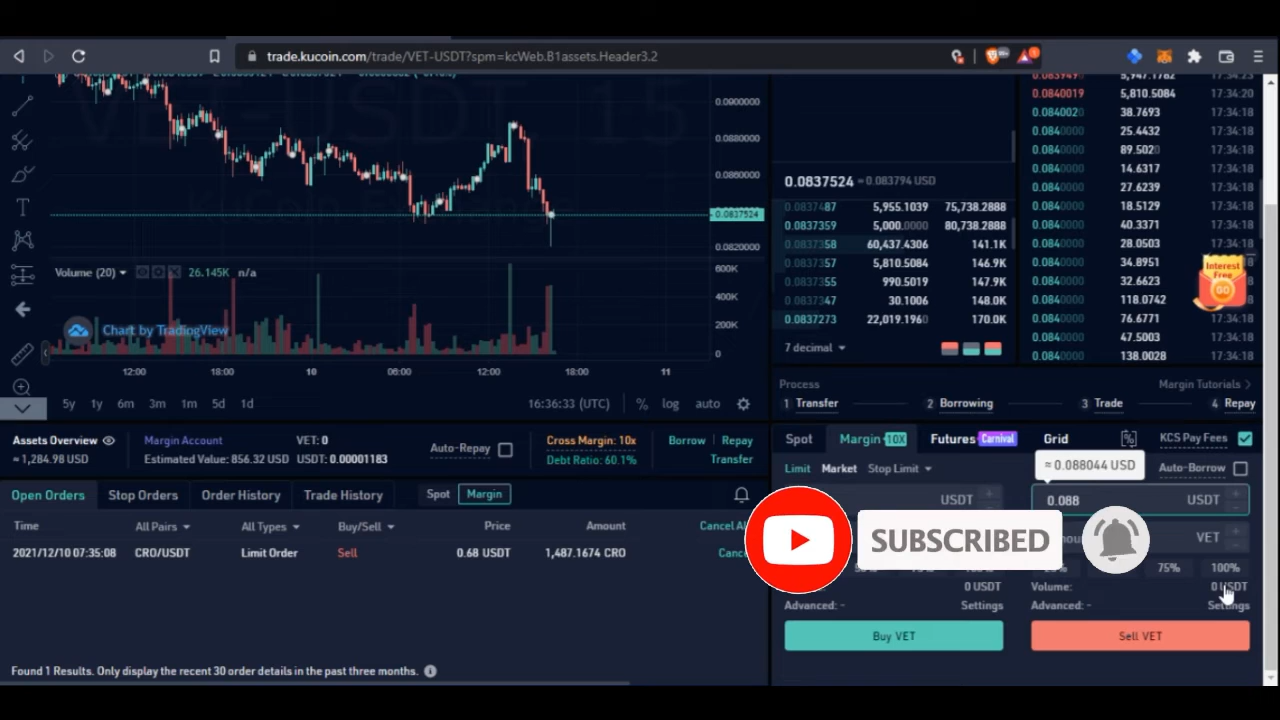 trade.kucoin.com/trade/VET-USDT?spm=kcWeb.B1assets.Header3.2
0.0900000
0.0880000
0.0860000
0.0837524
0.0820000
Volume (20) 26.145K n/a
600K
400K
200K
0
Chart by TradingView
12:00 18:00 10 06:00 12:00 18:00 11
5y 1y 6m 3m 1m 5d 1d 16:36:33 (UTC) % log auto
0.0837524 ≈ 0.083794 USD
0.0837487 5,955.1039 75,738.2888
0.0837359 5,000.0000 80,738.2888
0.0837358 60,437.4306 141.1K
0.0837357 5,810.5084 146.9K
0.0837355 990.5019 147.9K
0.0837347 30.1006 148.0K
0.0837273 22,019.1960 170.0K
7 decimal
0.0840019 5,810.5084 17:34:20
0.0840020 38.7693 17:34:18
0.0840000 25.4432 17:34:18
0.0840000 89.5020 17:34:18
0.0840000 14.6317 17:34:18
0.0840000 27.6239 17:34:18
0.0840000 18.5129 17:34:18
0.0840000 40.3371 17:34:18
0.0840000 28.0503 17:34:18
0.0840000 34.8951 17:34:18
0.0840000 32.6623 17:34:18
0.0840000 118.0742 17:34:18
0.0840000 76.6771 17:34:18
0.0840000 47.5003 17:34:18
0.0840000 138.0028 17:34:18
Interest
Free
GO
Process Margin Tutorials >
1 Transfer 2 Borrowing 3 Trade 4 Repay
Assets Overview
≈ 1,284.98 USD
Margin Account VET: 0
Estimated Value: 856.32 USD USDT: 0.00001183
Auto-Repay
Cross Margin: 10x
Debt Ratio: 60.1%
Borrow Repay
Transfer
Open Orders Stop Orders Order History Trade History Spot Margin
Time All Pairs All Types Buy/Sell Price Amount Cancel Al
2021/12/10 07:35:08 CRO/USDT Limit Order Sell 0.68 USDT 1,487.1674 CRO Cance
Found 1 Results. Only display the recent 30 order details in the past three months.
Spot Margin 10X Futures Carnival Grid KCS Pay Fees
Limit Market Stop Limit Auto-Borrow
≈ 0.088044 USD
USDT
0.088 USDT
VET
75% 100%
0 USDT
Volume: 0 USDT
Advanced: - Settings
Advanced: - Settings
Buy VET
Sell VET
SUBSCRIBED